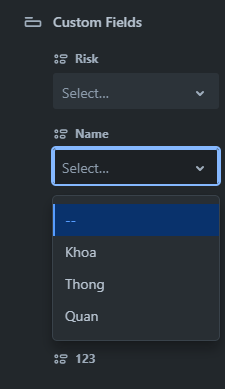 Custom Fields
Risk
Select...
Name
Select...
--
Khoa
Thong
Quan
123